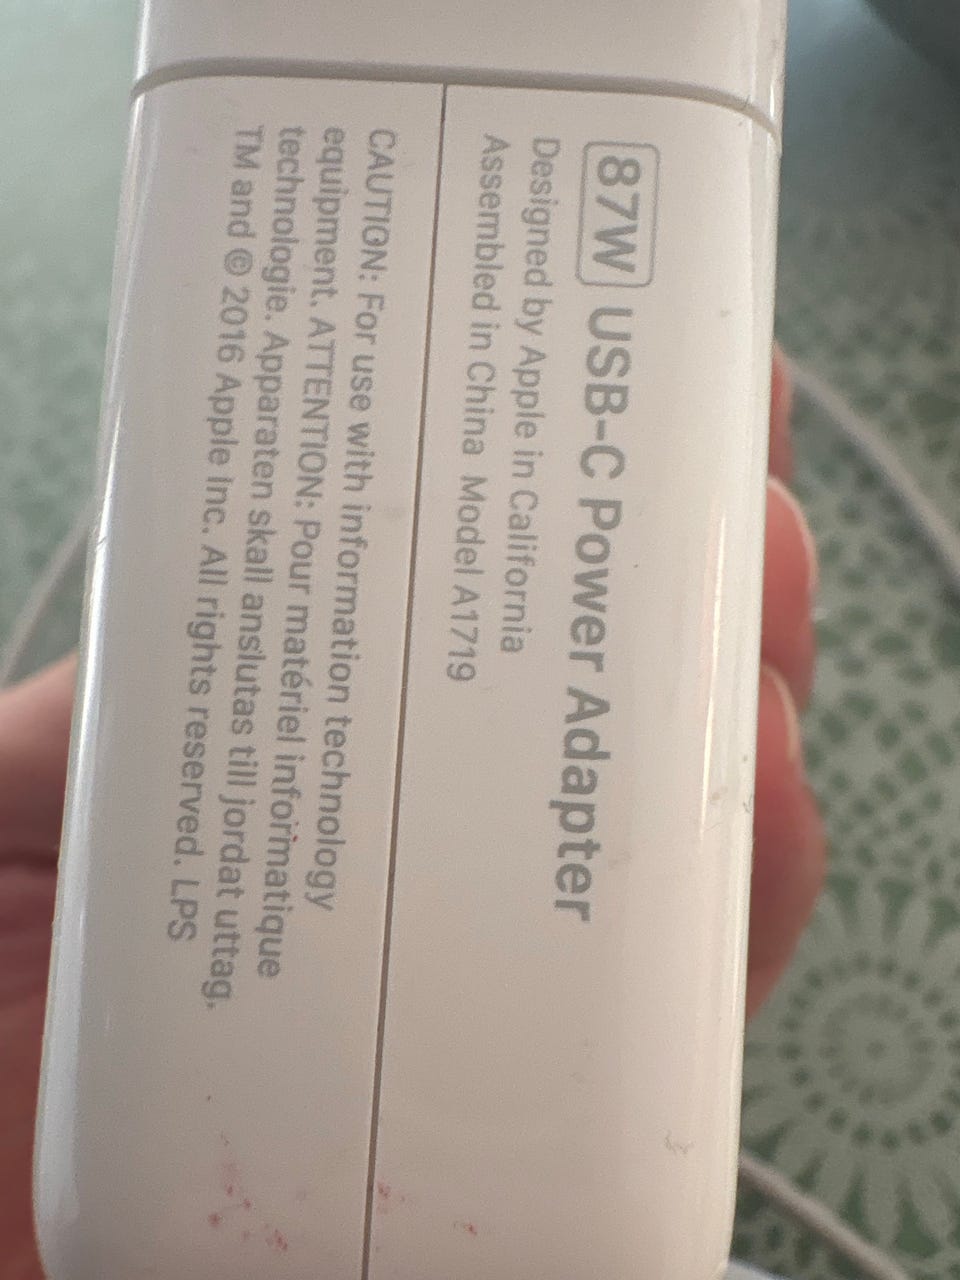 87W USB-C Power Adapter
Designed by Apple in California
Assembled in China Model A1719
CAUTION: For use with information technology
equipment. ATTENTION: Pour matériel informatique
technologie. Apparaten skall anslutas till jordat uttag.
TM and © 2016 Apple Inc. All rights reserved. LPS